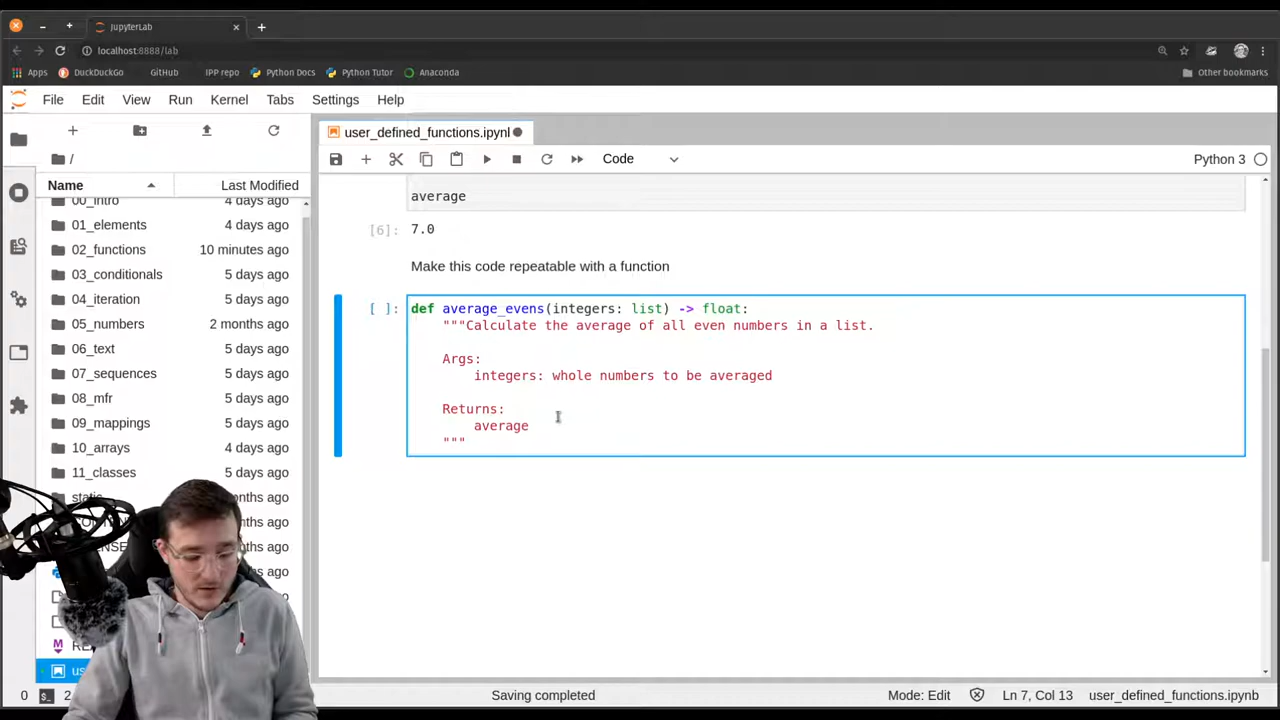 JupyterLab
localhost:8888/lab
Apps DuckDuckGo GitHub IPP repo Python Docs Python Tutor Anaconda Other bookmarks
File Edit View Run Kernel Tabs Settings Help
user_defined_functions.ipynl
/
Code Python 3
Name Last Modified
00_intro 4 days ago
01_elements 4 days ago
02_functions 10 minutes ago
03_conditionals 5 days ago
04_iteration 5 days ago
05_numbers 2 months ago
06_text 5 days ago
07_sequences 5 days ago
08_mfr 5 days ago
09_mappings 5 days ago
10_arrays 4 days ago
11_classes 5 days ago
average
[6]: 7.0
Make this code repeatable with a function
[ ]: def average_evens(integers: list) -> float:
"""Calculate the average of all even numbers in a list.
Args:
integers: whole numbers to be averaged
Returns:
average
"""
0 $_ 2 Saving completed Mode: Edit Ln 7, Col 13 user_defined_functions.ipynb